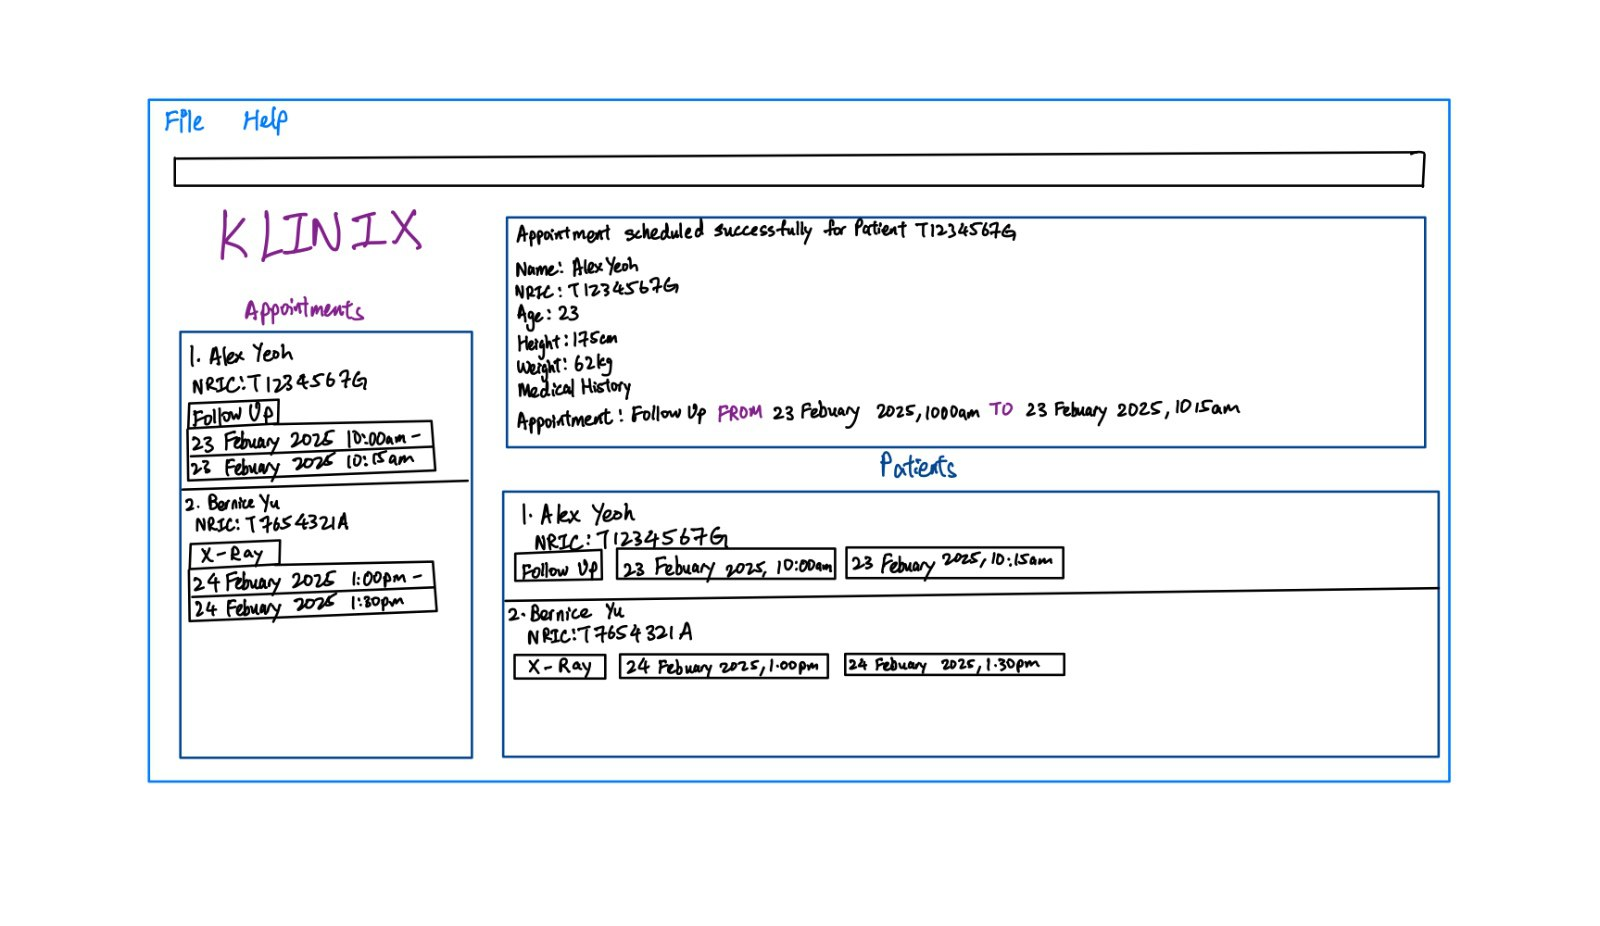 File Help
KLINIX
Appointments
1. Alex Yeoh
NRIC: T1234567G
Follow Up
23 Febuary 2025 10:00am -
23 Febuary 2025 10:15am
2. Bernice Yu
NRIC: T7654321A
X-Ray
24 Febuary 2025 1:00pm -
24 Febuary 2025 1:30pm
Appointment scheduled successfully for Patient T1234567G
Name: Alex Yeoh
NRIC: T1234567G
Age: 23
Height: 175cm
Weight: 62kg
Medical History
Appointment: Follow Up FROM 23 Febuary 2025, 1000am TO 23 Febuary 2025, 1015am
Patients
1. Alex Yeoh
NRIC: T1234567G
Follow Up 23 Febuary 2025, 10:00am 23 Febuary 2025, 10:15am
2. Bernice Yu
NRIC: T7654321A
X-Ray 24 Febuary 2025, 1.00pm 24 Febuary 2025, 1.30pm